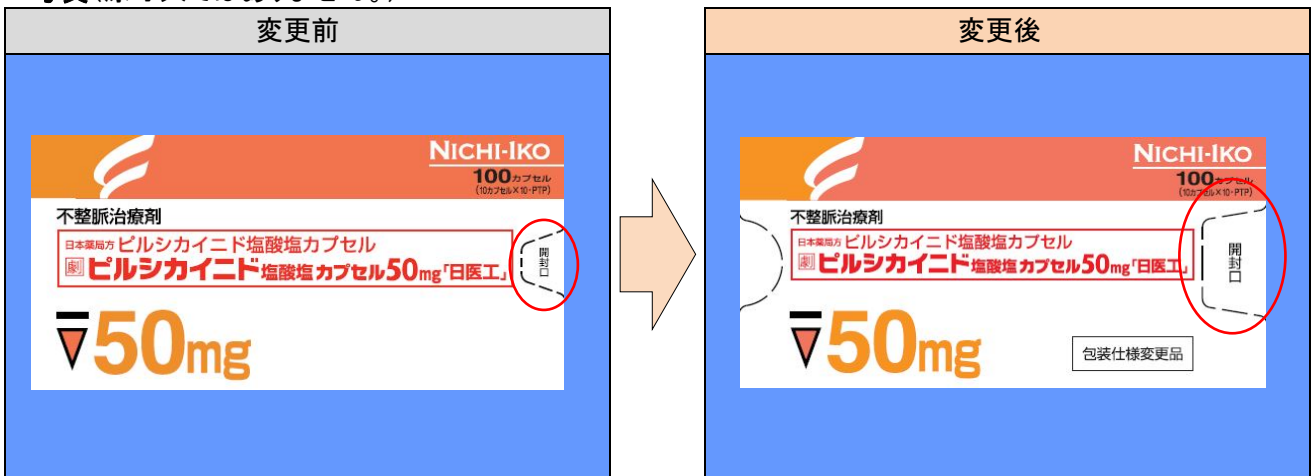 変更前
NICHI-IKO
100カプセル
(10カプセル×10・PTP)
不整脈治療剤
日本薬局方 ピルシカイニド塩酸塩カプセル
劇 ピルシカイニド塩酸塩カプセル50mg「日医工」
開封口
50mg
変更後
NICHI-IKO
100カプセル
(10カプセル×10・PTP)
不整脈治療剤
日本薬局方 ピルシカイニド塩酸塩カプセル
劇 ピルシカイニド塩酸塩カプセル50mg「日医工」
開封口
50mg
包装仕様変更品